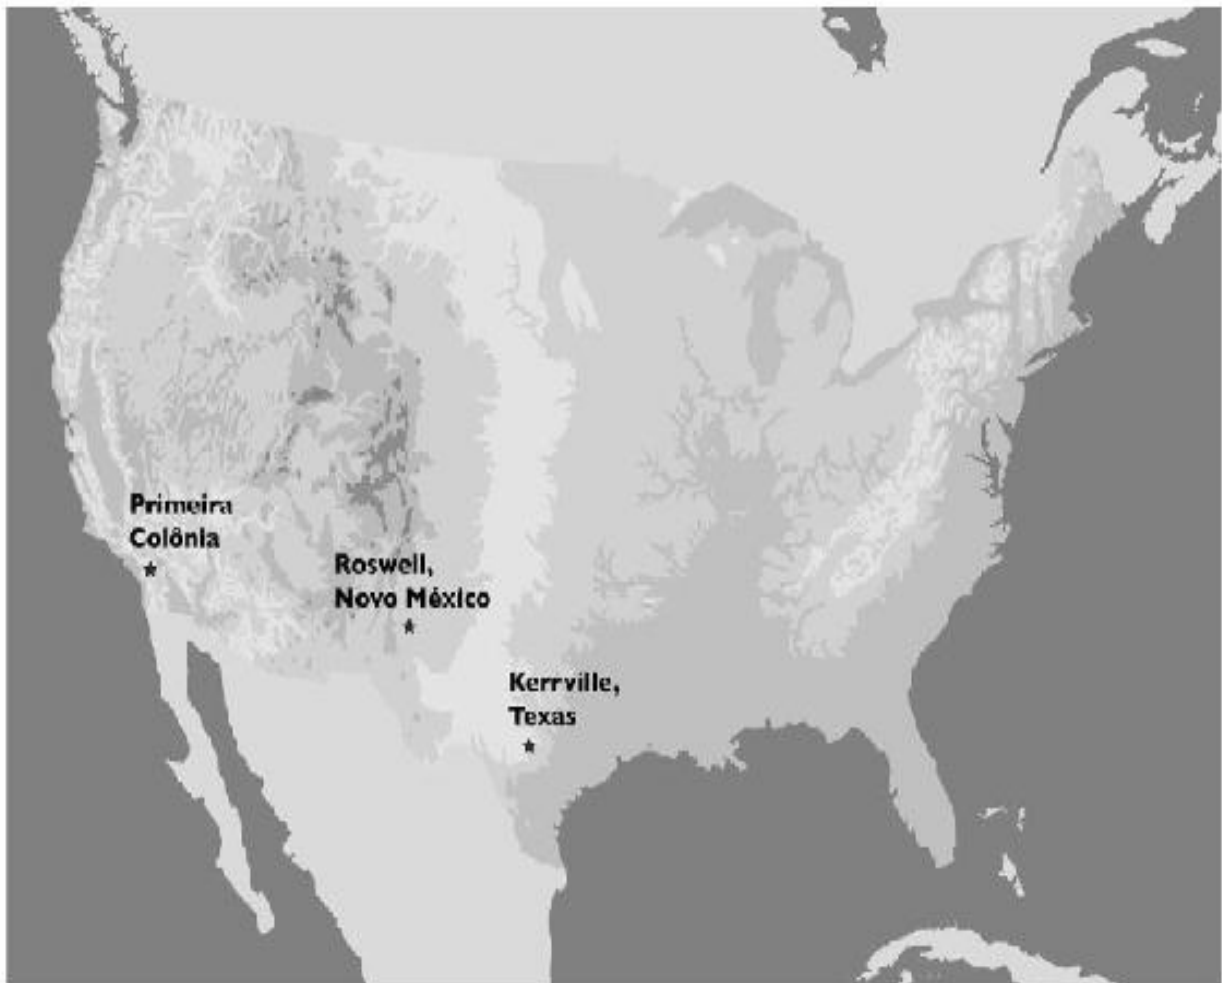 Primeira
Colônia
Roswell,
Novo México
Kerrville,
Texas